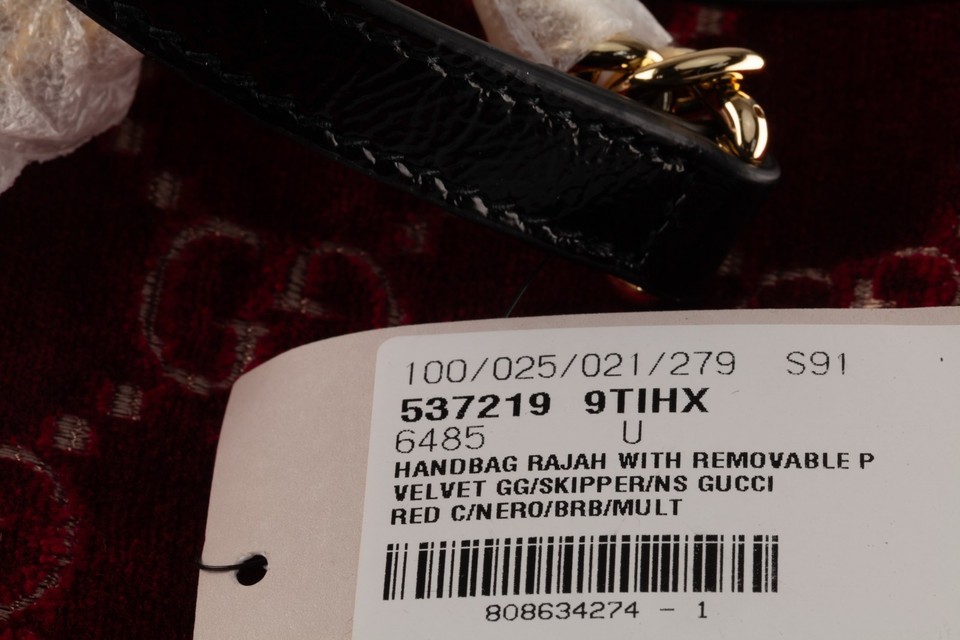 100/025/021/279 S91
537219 9TIHX
6485 U
HANDBAG RAJAH WITH REMOVABLE P
VELVET GG/SKIPPER/NS GUCCI
RED C/NERO/BRB/MULT
808634274 - 1